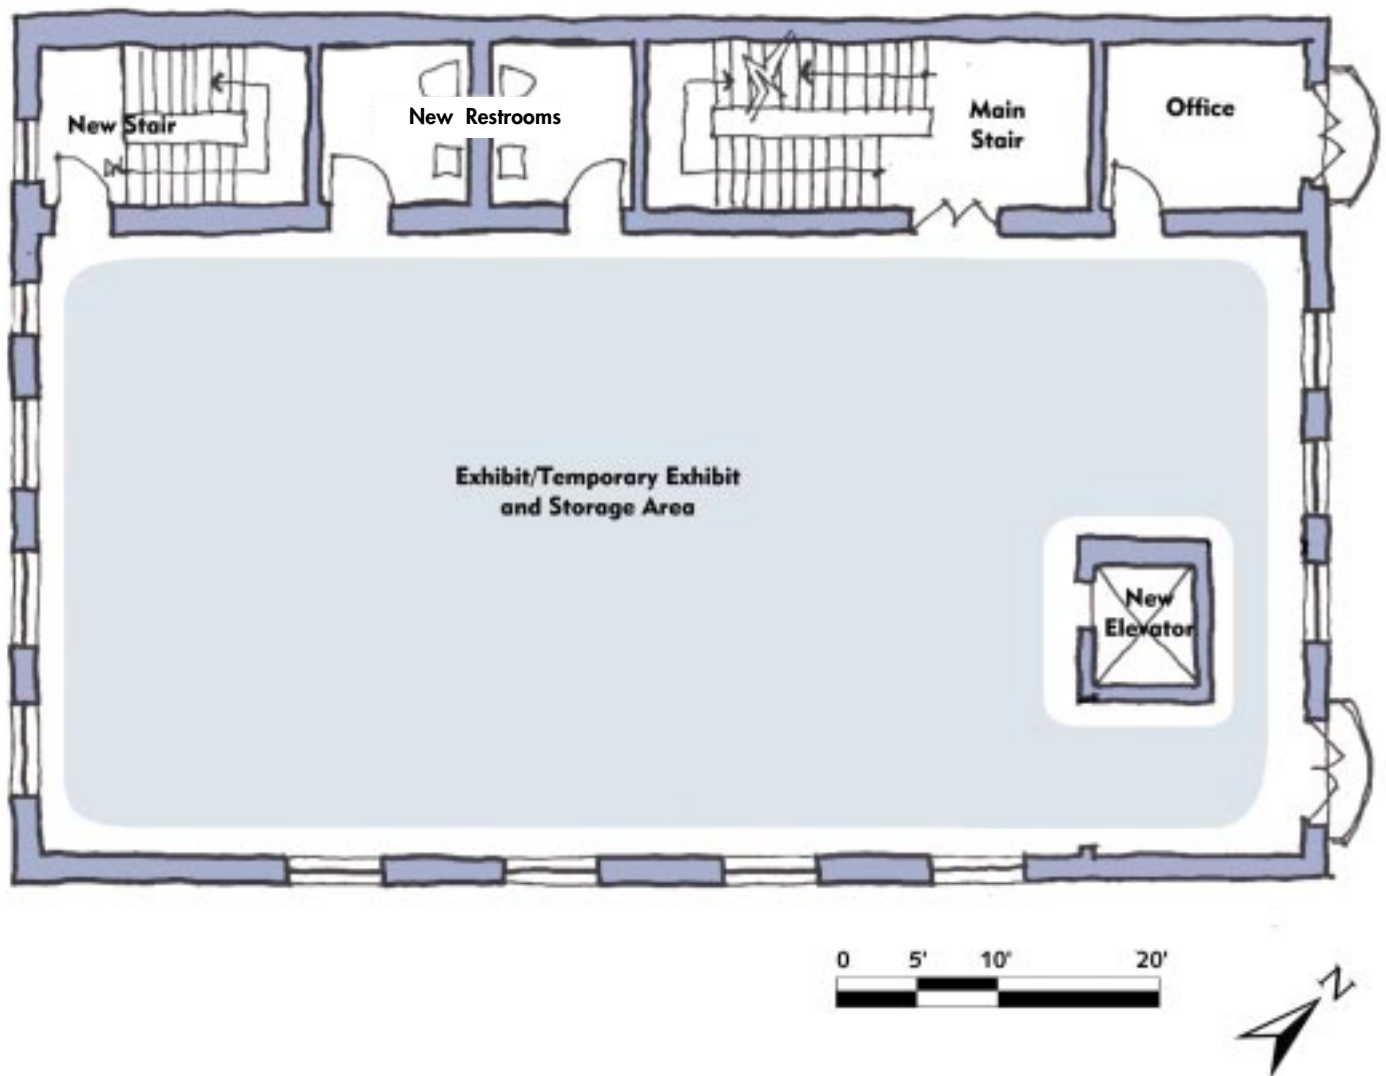 New Stair
New Restrooms
Main
Stair
Office
Exhibit/Temporary Exhibit
and Storage Area
New
Elevator
0 5' 10' 20'
N